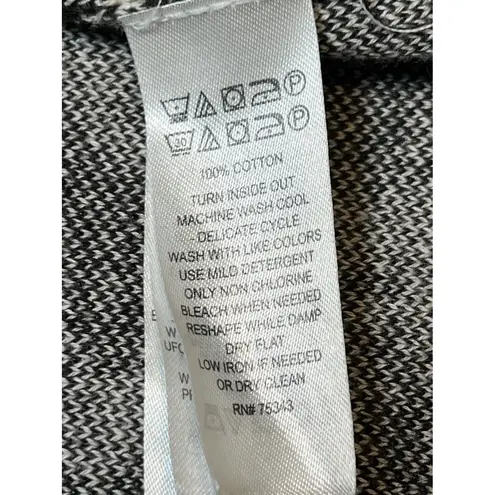 P
30 P
100% COTTON
TURN INSIDE OUT
MACHINE WASH COOL
- DELICATE CYCLE
WASH WITH LIKE COLORS
USE MILD DETERGENT
ONLY NON CHLORINE
BLEACH WHEN NEEDED
RESHAPE WHILE DAMP
DRY FLAT
LOW IRON IF NEEDED
OR DRY CLEAN
RN# 75343